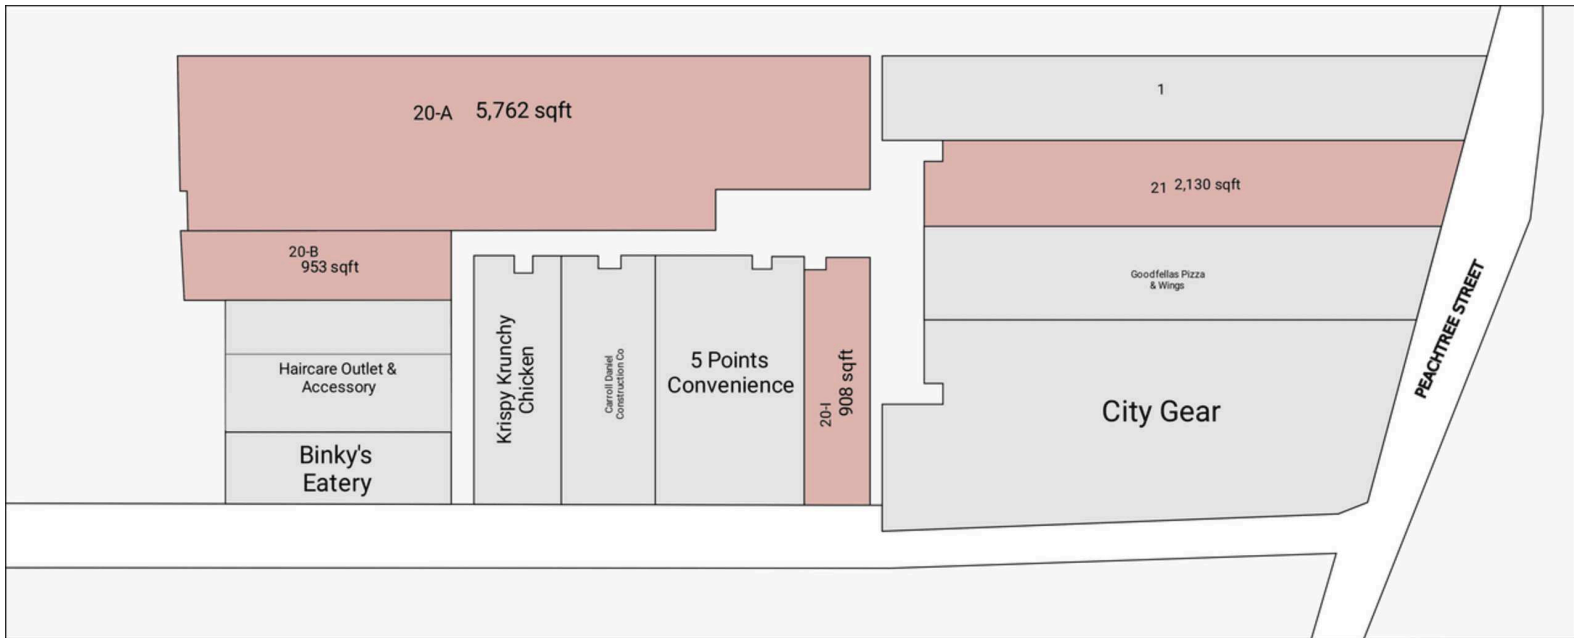 20-A 5,762 sqft
1
21 2,130 sqft
20-B
953 sqft
Goodfellas Pizza
& Wings
PEACHTREE STREET
Haircare Outlet &
Accessory
Krispy Krunchy
Chicken
Carroll Daniel
Construction Co
5 Points
Convenience
20-I
908 sqft
City Gear
Binky's
Eatery